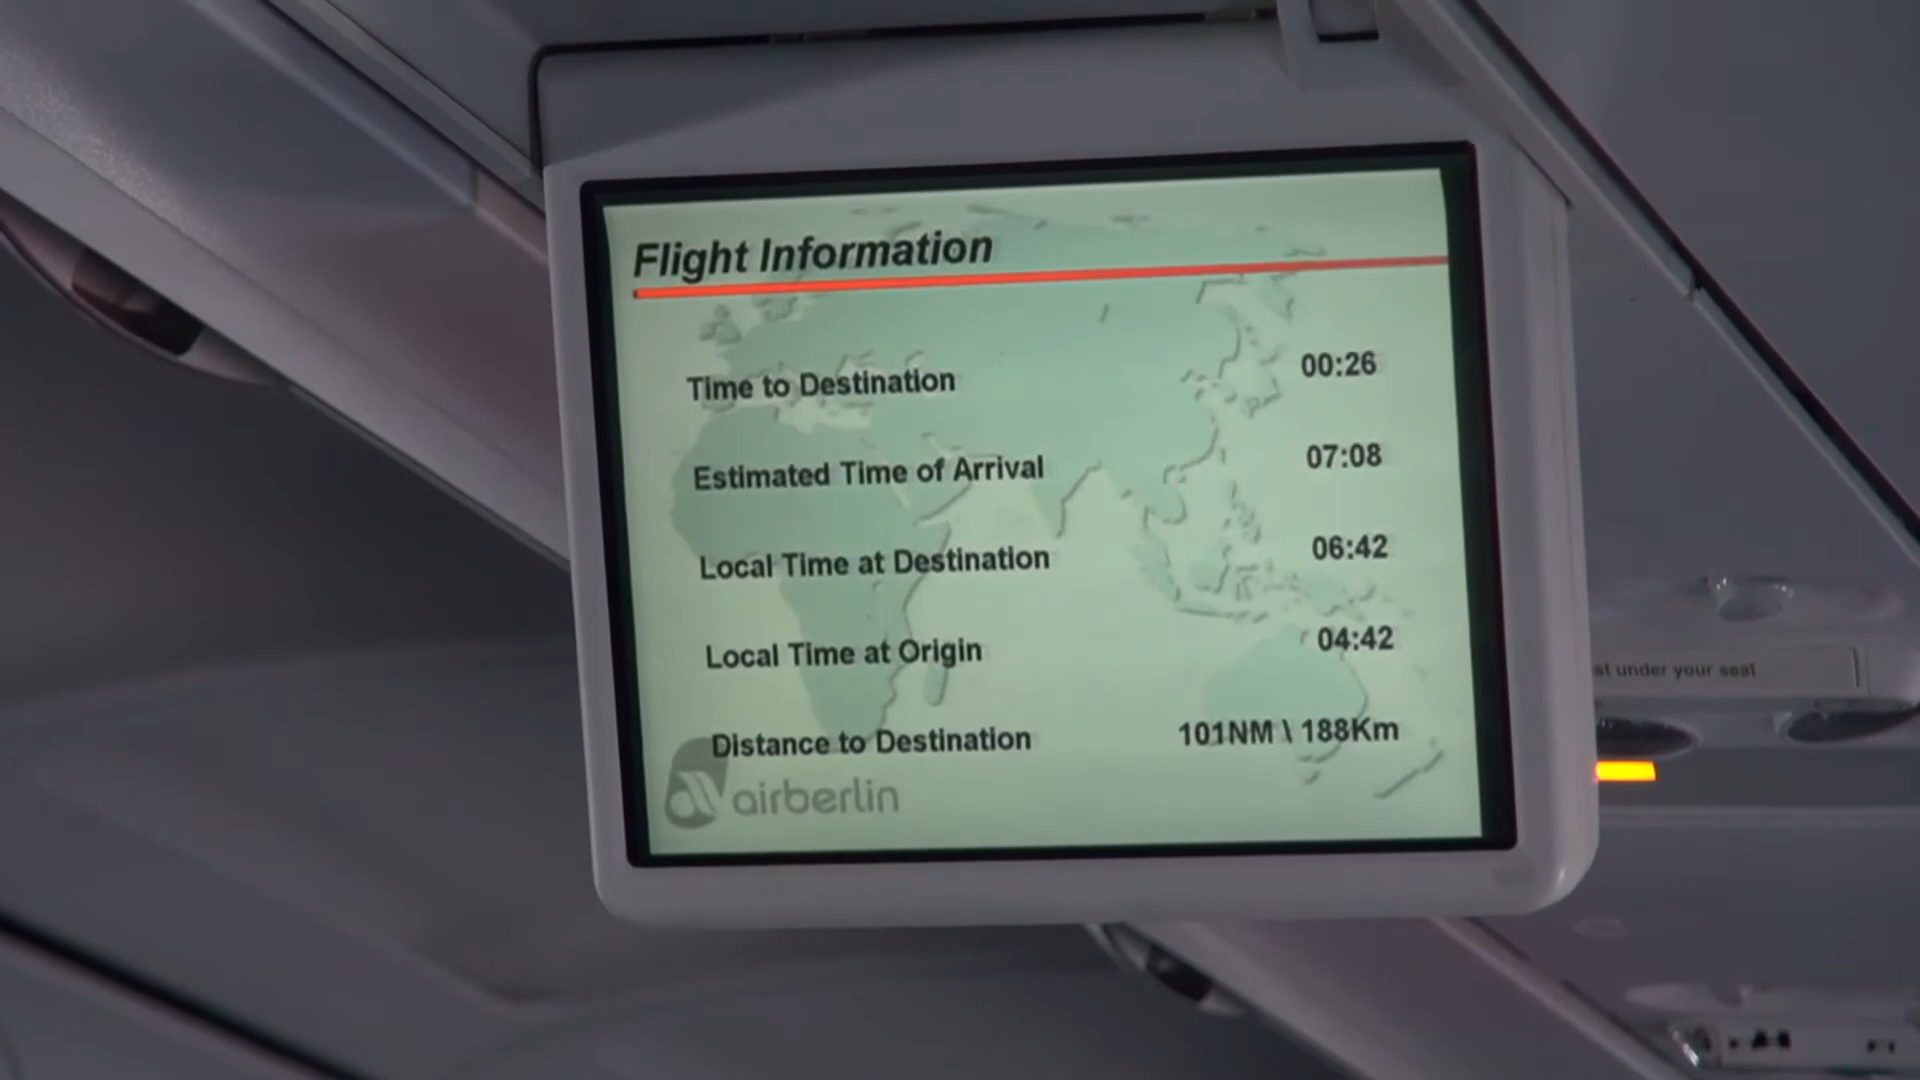 Flight Information
Time to Destination 00:26
Estimated Time of Arrival 07:08
Local Time at Destination 06:42
Local Time at Origin 04:42
Distance to Destination 101NM \ 188Km
airberlin
under your seat